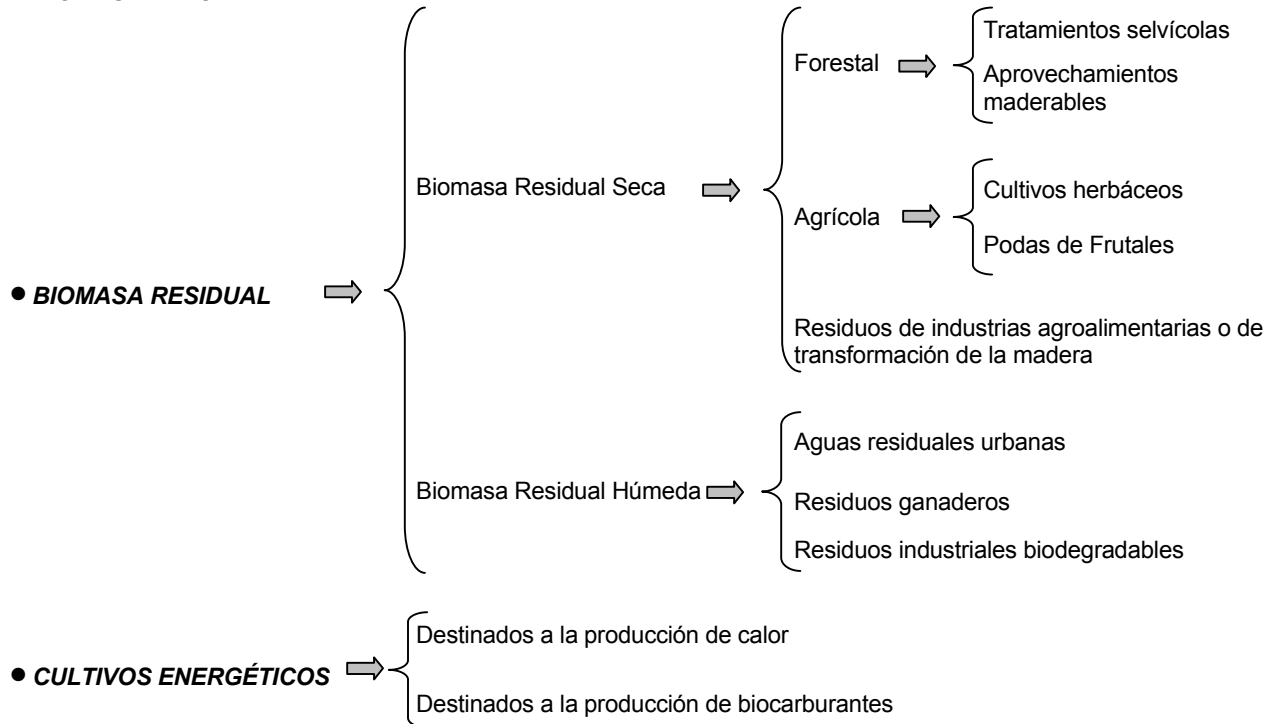 Tratamientos selvícolas
Forestal
Aprovechamientos
maderables
Biomasa Residual Seca
Cultivos herbáceos
Agrícola
Podas de Frutales
• BIOMASA RESIDUAL
Residuos de industrias agroalimentarias o de
transformación de la madera
Aguas residuales urbanas
Biomasa Residual Húmeda
Residuos ganaderos
Residuos industriales biodegradables
Destinados a la producción de calor
• CULTIVOS ENERGÉTICOS
Destinados a la producción de biocarburantes